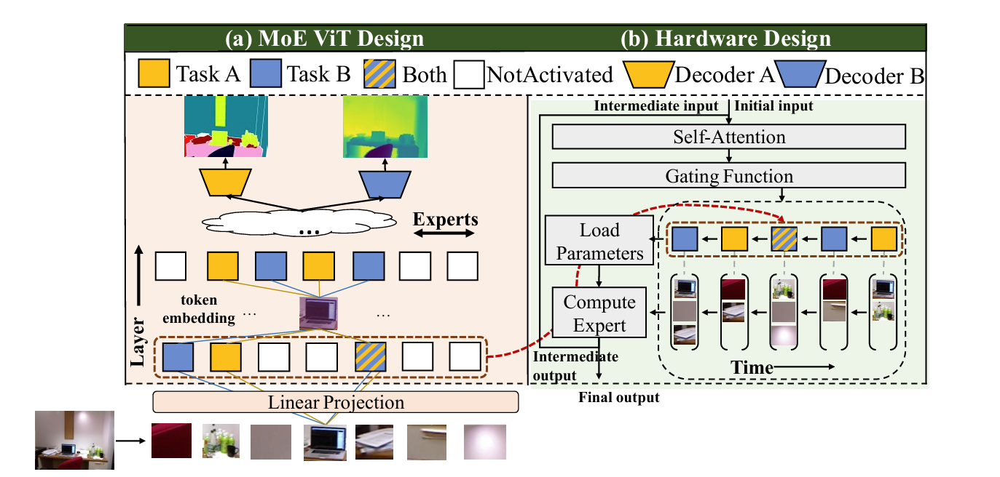 (a) MoE ViT Design
(b) Hardware Design
Task A
Task B
Both
NotActivated
Decoder A
Decoder B
...
Experts
token
embedding ...
...
Layer
Linear Projection
Intermediate input
Initial input
Self-Attention
Gating Function
Load
Parameters
Compute
Expert
Intermediate
output
Time
Final output